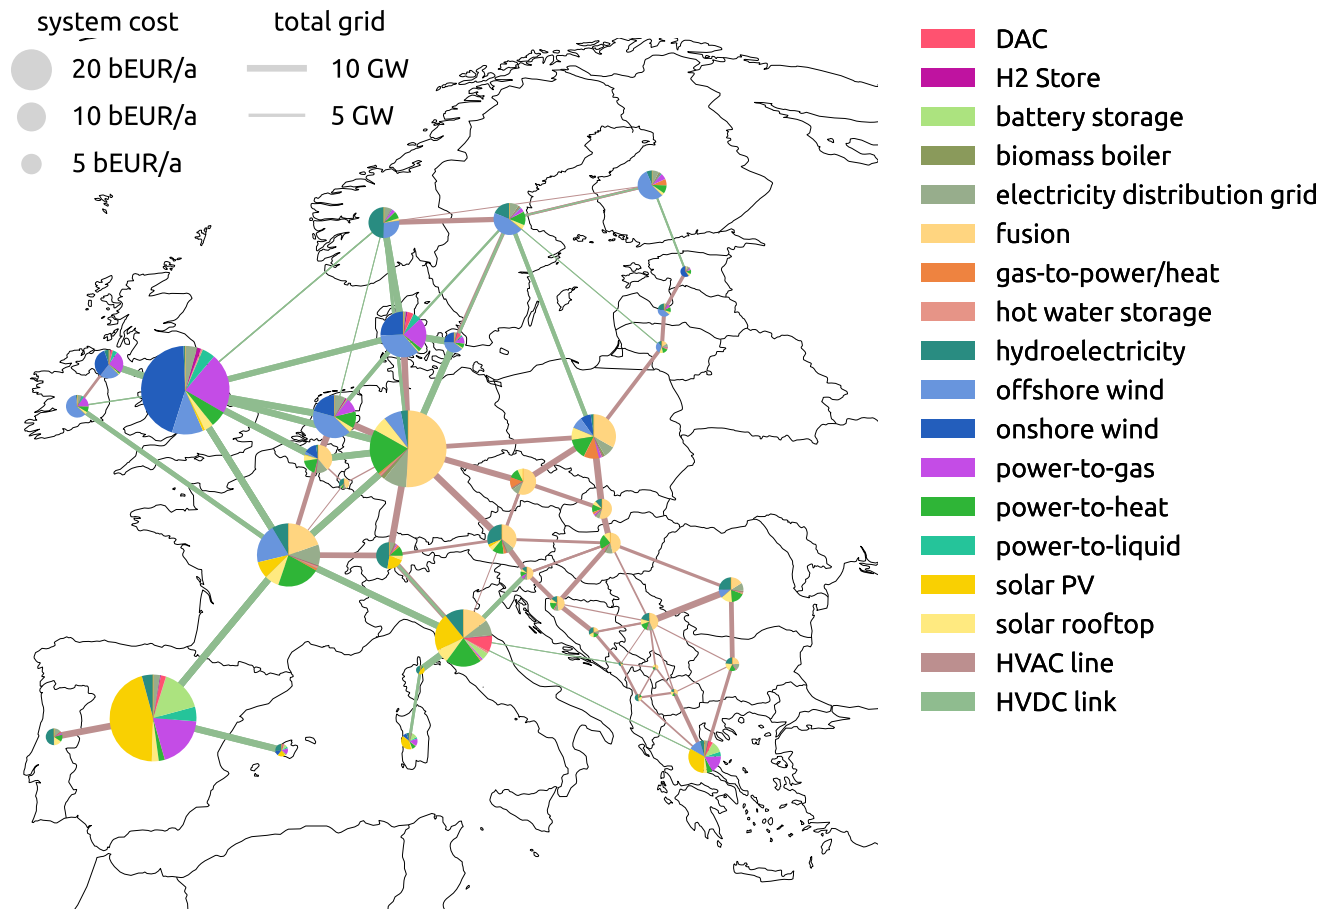 system cost
total grid
20 bEUR/a
10 GW
10 bEUR/a
5 GW
5 bEUR/a
DAC
H2 Store
battery storage
biomass boiler
electricity distribution grid
fusion
gas-to-power/heat
hot water storage
hydroelectricity
offshore wind
onshore wind
power-to-gas
power-to-heat
power-to-liquid
solar PV
solar rooftop
HVAC line
HVDC link